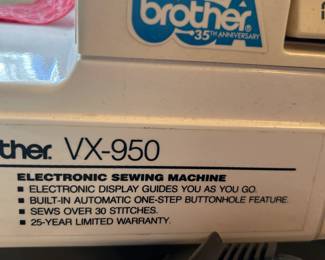 brother®
35TH ANNIVERSARY
ther. VX-950
ELECTRONIC SEWING MACHINE
■ ELECTRONIC DISPLAY GUIDES YOU AS YOU GO.
■ BUILT-IN AUTOMATIC ONE-STEP BUTTONHOLE FEATURE.
■ SEWS OVER 30 STITCHES.
■ 25-YEAR LIMITED WARRANTY.